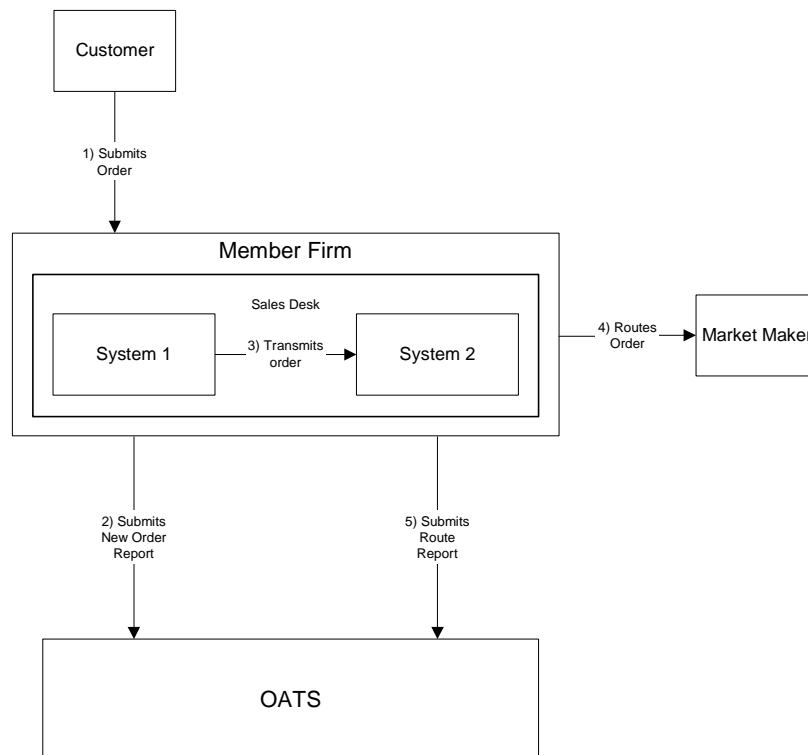 Customer
1) Submits
Order
Member Firm
Sales Desk
System 1
3) Transmits
order
System 2
4) Routes
Order
Market Maker
2) Submits
New Order
Report
5) Submits
Route
Report
OATS